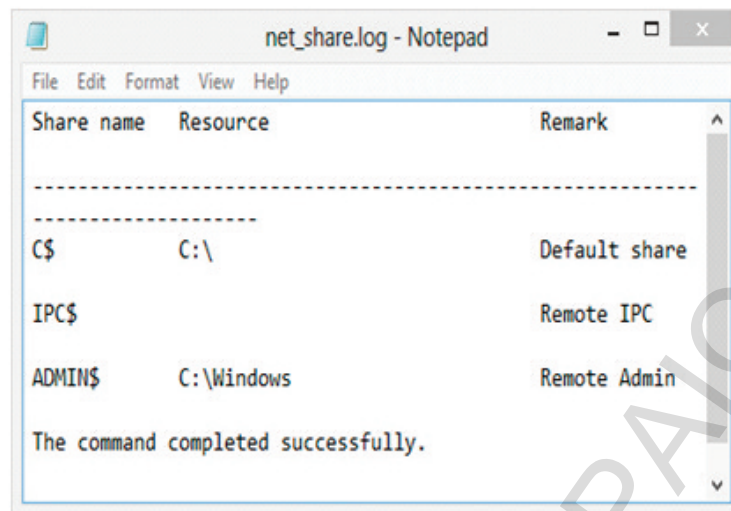 net_share.log - Notepad
File Edit Format View Help
Share name Resource Remark
-----------------------------------------------------------
--------------------
C$ C:\ Default share
IPC$ Remote IPC
ADMIN$ C:\Windows Remote Admin
The command completed successfully.